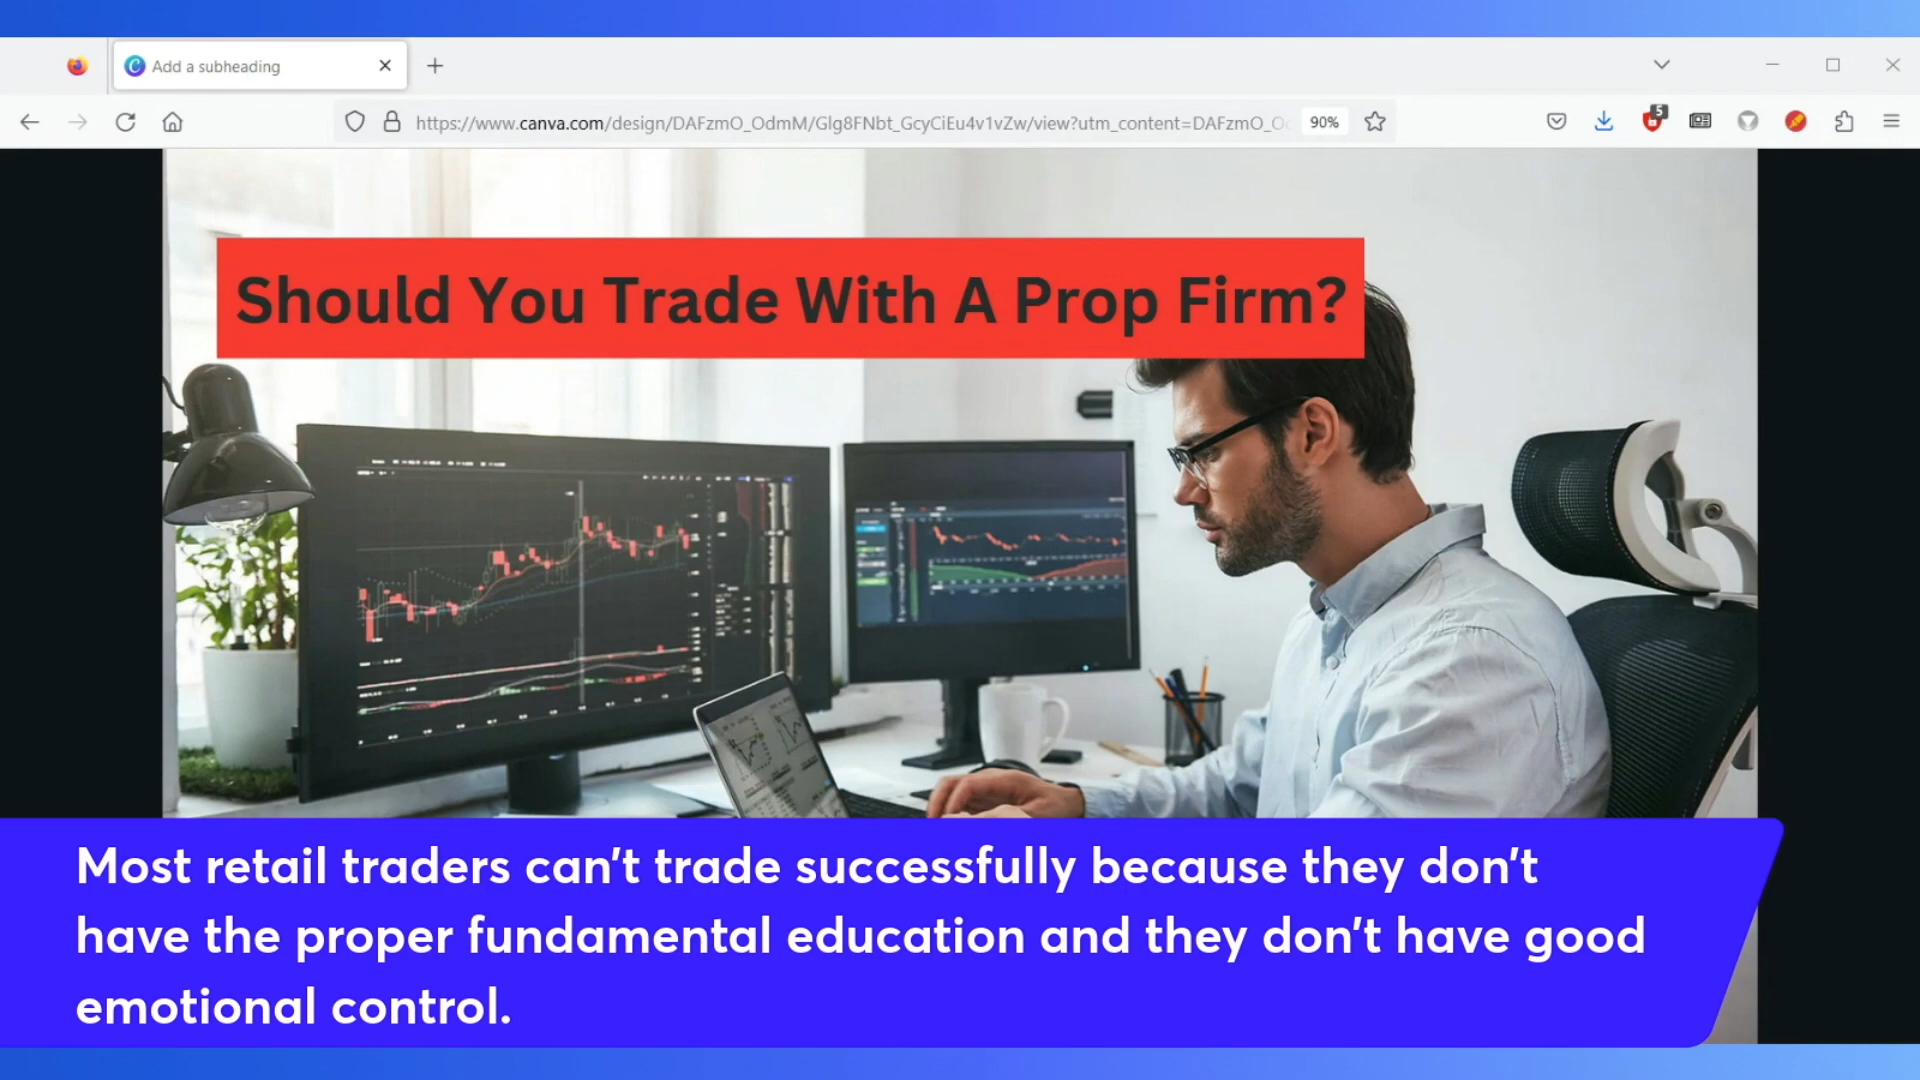 Add a subheading
https://www.canva.com/design/DAFzmO_OdmM/Glg8FNbt_GcyCiEu4v1vZw/view?utm_content=DAFzmO_O
90%
5
Should You Trade With A Prop Firm?
Most retail traders can't trade successfully because they don't
have the proper fundamental education and they don't have good
emotional control.